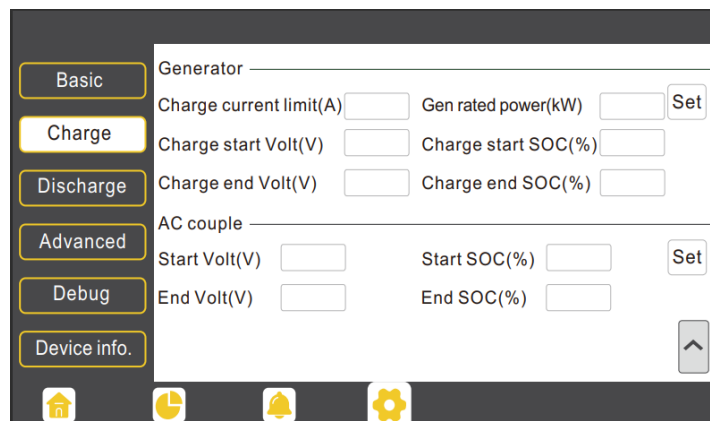 Basic
Charge
Discharge
Advanced
Debug
Device info.
Generator
Charge current limit(A) Gen rated power(kW) Set
Charge start Volt(V) Charge start SOC(%)
Charge end Volt(V) Charge end SOC(%)
AC couple
Start Volt(V) Start SOC(%) Set
End Volt(V) End SOC(%)